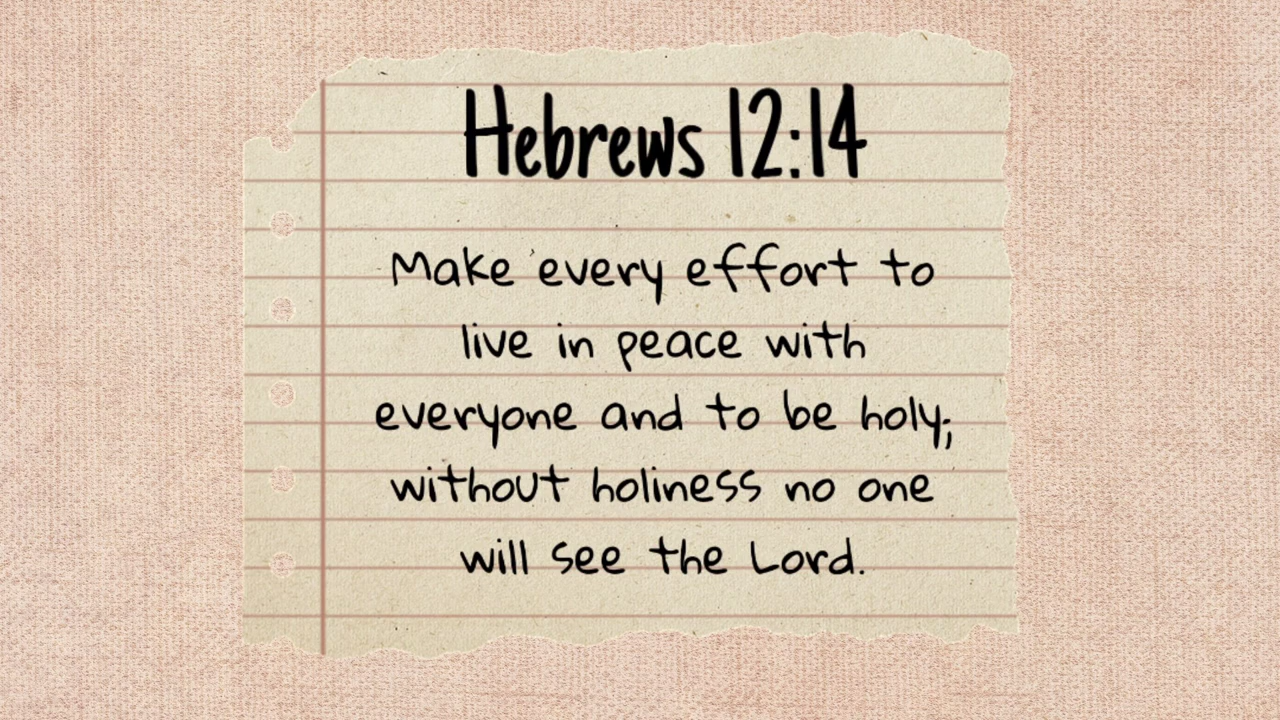 Hebrews 12:14
Make every effort to
live in peace with
everyone and to be holy;
without holiness no one
will see the Lord.